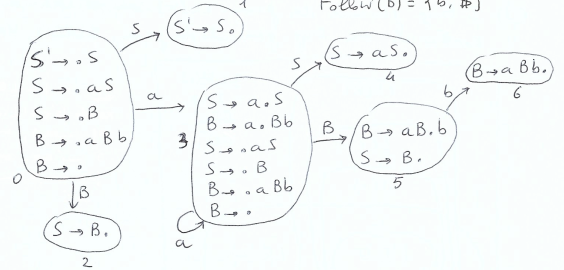 1
Follow(B) = {b, #}
S
S' → S.
S' → .S
S → .aS
S → .B
B → .aBb
B → .
0
a
B
S → B.
2
S → a.S
B → a.Bb
S → .aS
S → .B
B → .aBb
B → .
3
a
S
S → aS.
4
B
B → aB.b
S → B.
5
b
B → aBb.
6